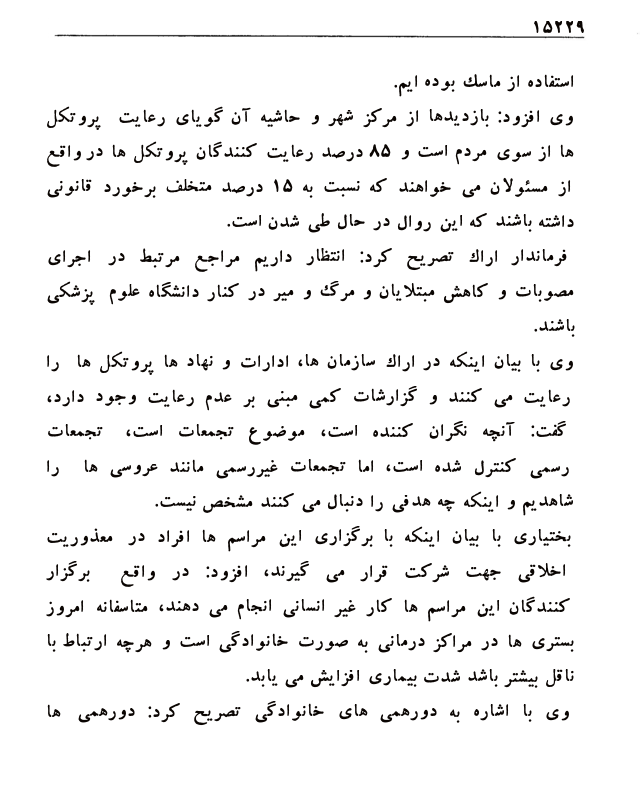 ۱۵۲۲۹
استفاده از ماسك بوده ایم.
وی افزود: بازدیدها از مرکز شهر و حاشیه آن گویای رعایت پروتکل
ها از سوی مردم است و ۸۵ درصد رعایت کنندگان پروتکل ها در واقع
از مسئولان می خواهند که نسبت به ۱۵ درصد متخلف برخورد قانونی
داشته باشند که این روال در حال طی شدن است.
فرماندار اراك تصریح کرد: انتظار داریم مراجع مرتبط در اجرای
مصوبات و کاهش مبتلایان و مرگ و میر در کنار دانشگاه علوم پزشکی
باشند.
وی با بیان اینکه در اراك سازمان ها، ادارات و نهاد ها پروتکل ها را
رعایت می کنند و گزارشات کمی مبنی بر عدم رعایت وجود دارد،
گفت: آنچه نگران کننده است، موضوع تجمعات است، تجمعات
رسمی کنترل شده است، اما تجمعات غیررسمی مانند عروسی ها را
شاهدیم و اینکه چه هدفی را دنبال می کنند مشخص نیست.
بختیاری با بیان اینکه با برگزاری این مراسم ها افراد در معذوریت
اخلاقی جهت شرکت قرار می گیرند، افزود: در واقع برگزار
کنندگان این مراسم ها کار غیر انسانی انجام می دهند، متاسفانه امروز
بستری ها در مراکز درمانی به صورت خانوادگی است و هرچه ارتباط با
ناقل بیشتر باشد شدت بیماری افزایش می یابد.
وی با اشاره به دورهمی های خانوادگی تصریح کرد: دورهمی ها